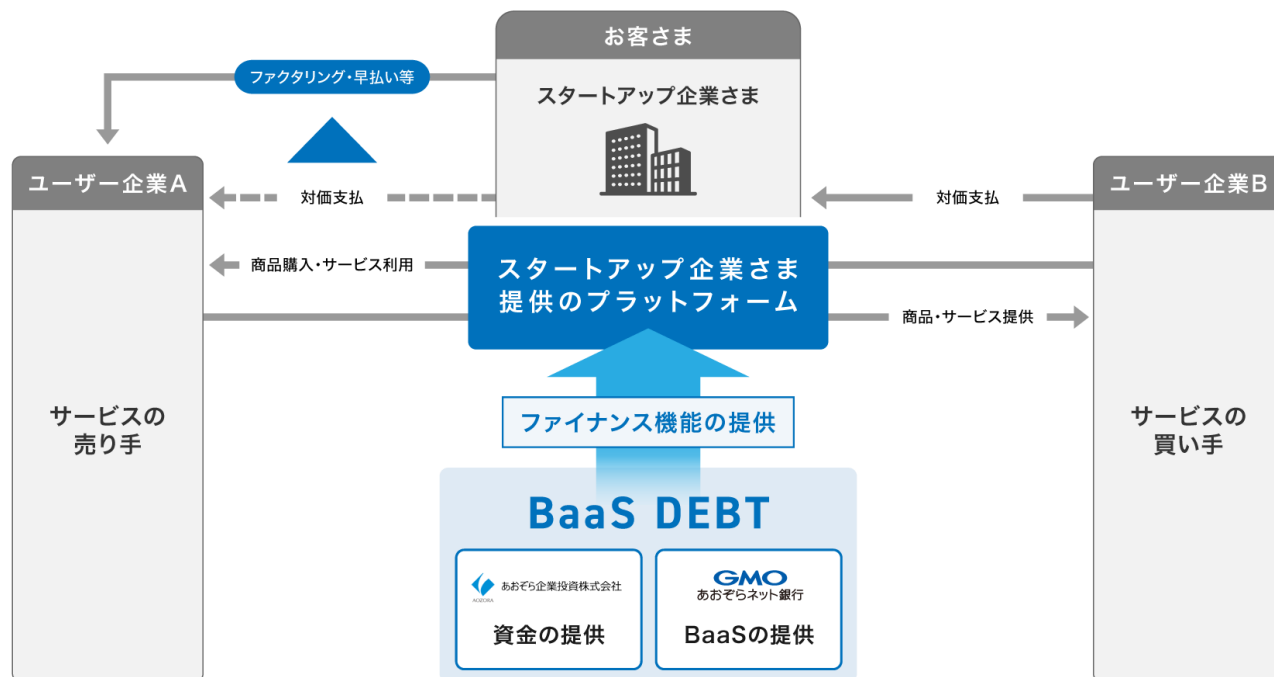 お客さま
スタートアップ企業さま
ファクタリング・早払い等
ユーザー企業A
対価支払
対価支払
ユーザー企業B
商品購入・サービス利用
スタートアップ企業さま
提供のプラットフォーム
商品・サービス提供
サービスの
売り手
ファイナンス機能の提供
サービスの
買い手
BaaS DEBT
AOZORA
あおぞら企業投資株式会社
資金の提供
GMO
あおぞらネット銀行
BaaSの提供